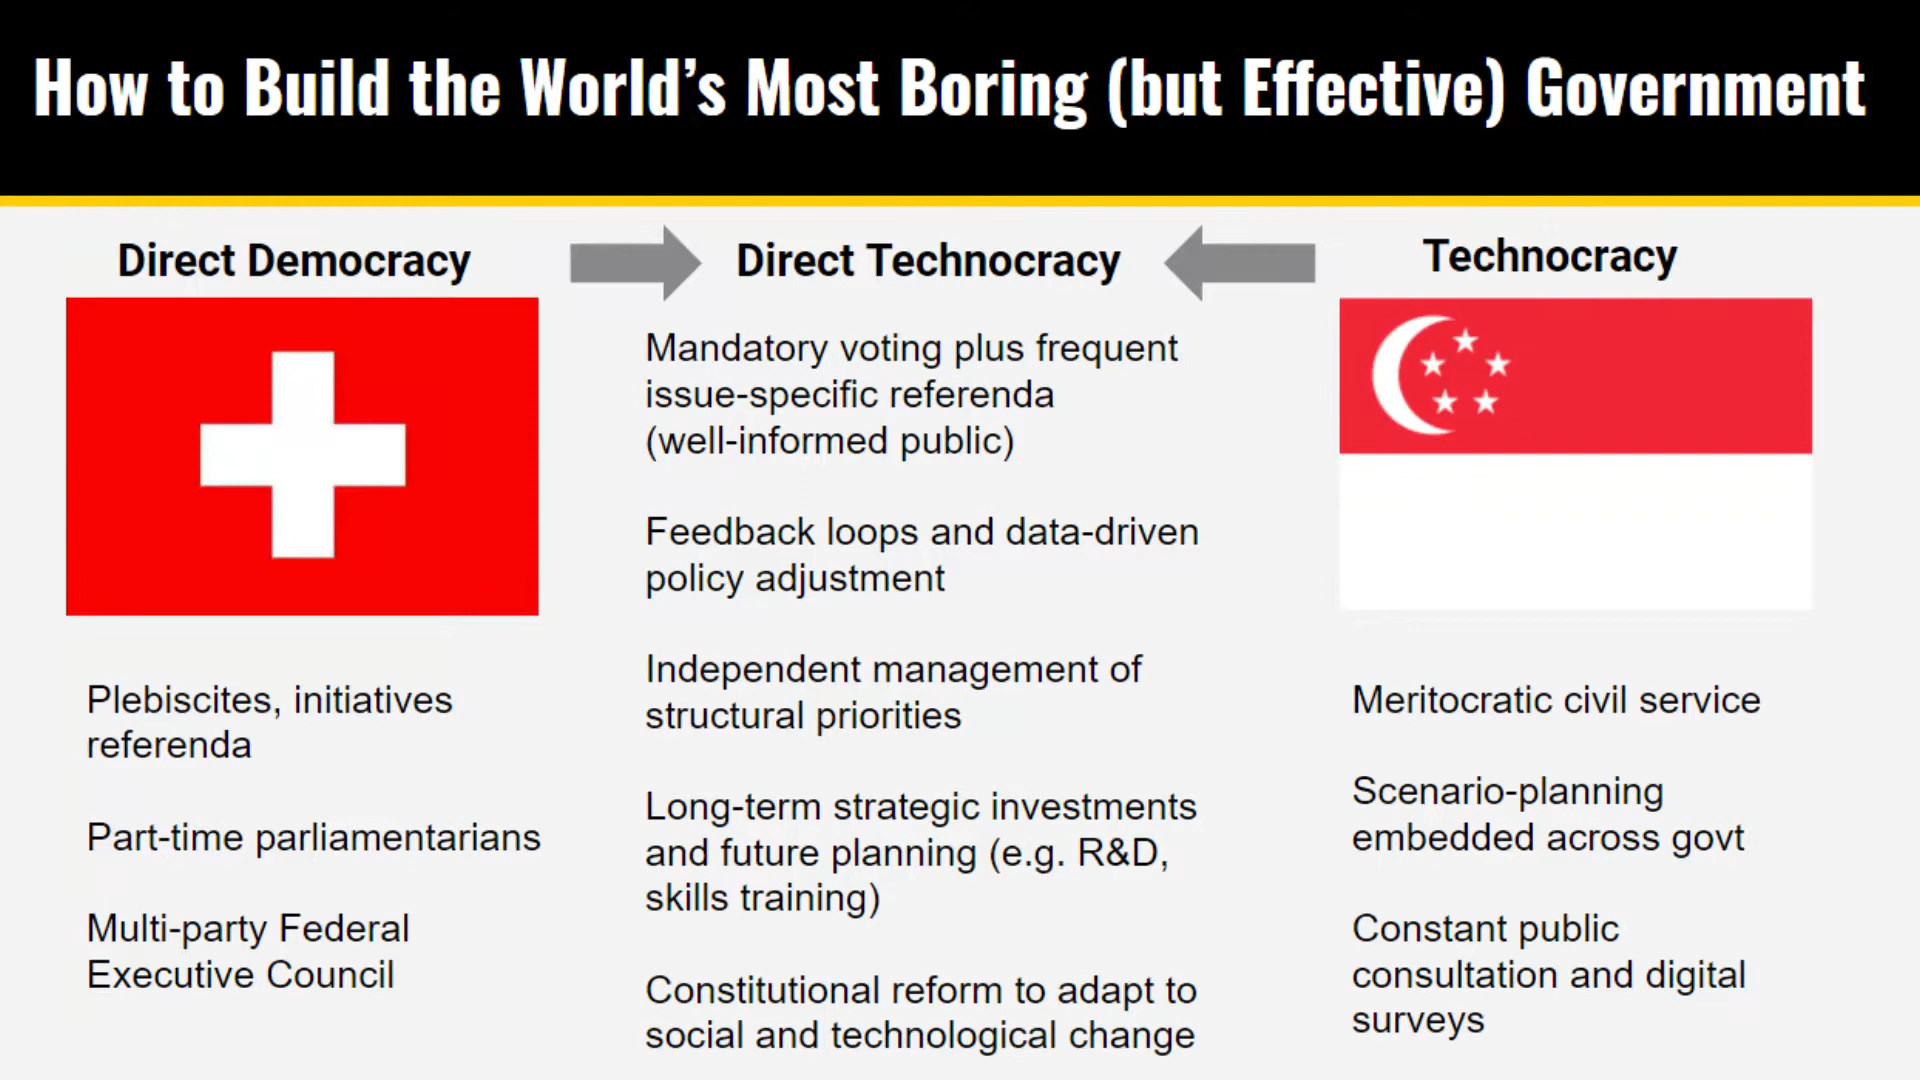 How to Build the World’s Most Boring (but Effective) Government
Direct Democracy
Plebiscites, initiatives
referenda
Part-time parliamentarians
Multi-party Federal
Executive Council
Direct Technocracy
Mandatory voting plus frequent
issue-specific referenda
(well-informed public)
Feedback loops and data-driven
policy adjustment
Independent management of
structural priorities
Long-term strategic investments
and future planning (e.g. R&D,
skills training)
Constitutional reform to adapt to
social and technological change
Technocracy
Meritocratic civil service
Scenario-planning
embedded across govt
Constant public
consultation and digital
surveys